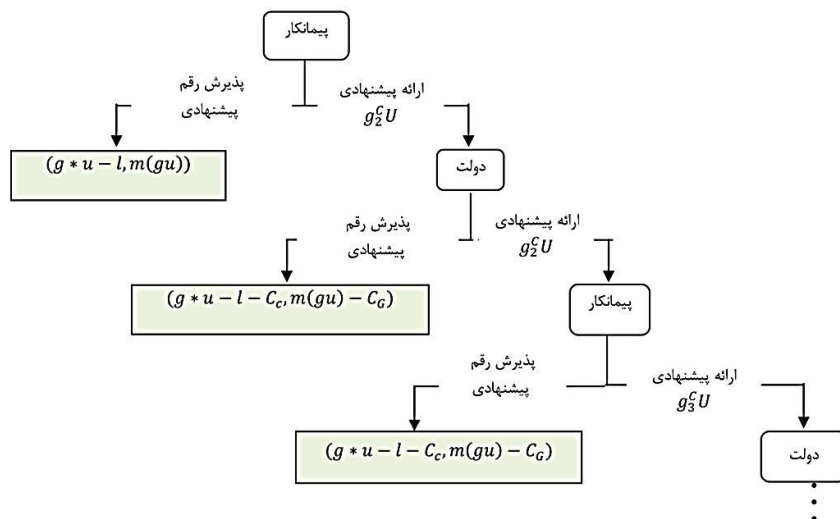 پیمانکار
پذیرش رقم
پیشنهادی
ارائه پیشنهادی
$g_2^C U$
$(g * u - l, m(gu))$
دولت
پذیرش رقم
پیشنهادی
ارائه پیشنهادی
$g_2^C U$
$(g * u - l - C_c, m(gu) - C_G)$
پیمانکار
پذیرش رقم
پیشنهادی
ارائه پیشنهادی
$g_3^C U$
$(g * u - l - C_c, m(gu) - C_G)$
دولت